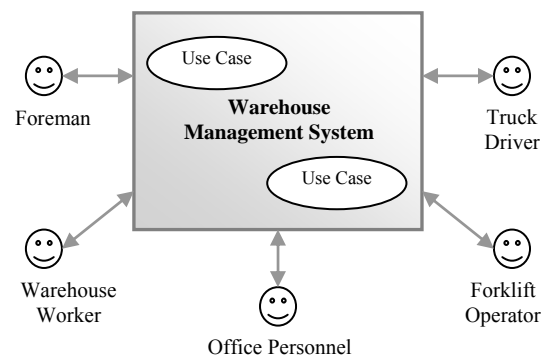 Use Case
Foreman
Warehouse
Management System
Truck
Driver
Use Case
Warehouse
Worker
Forklift
Operator
Office Personnel